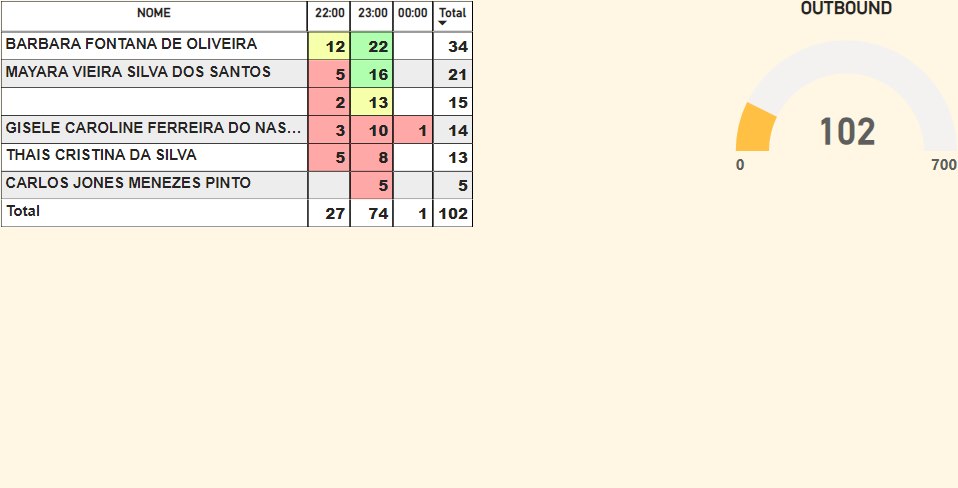 NOME 22:00 23:00 00:00 Total
BARBARA FONTANA DE OLIVEIRA 12 22 34
MAYARA VIEIRA SILVA DOS SANTOS 5 16 21
2 13 15
GISELE CAROLINE FERREIRA DO NAS... 3 10 1 14
THAIS CRISTINA DA SILVA 5 8 13
CARLOS JONES MENEZES PINTO 5 5
Total 27 74 1 102
OUTBOUND
102
0 700